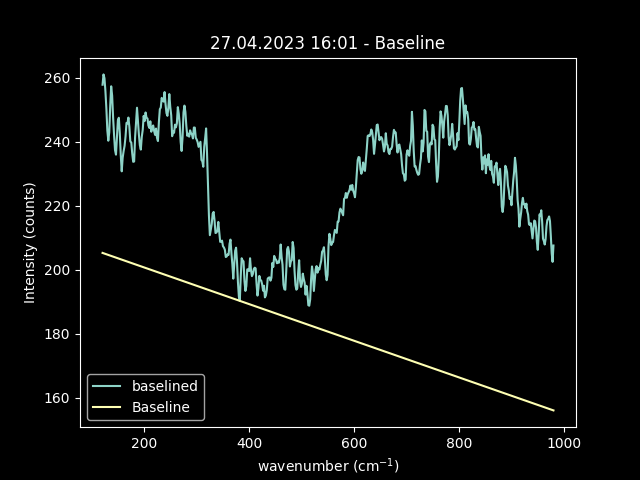 27.04.2023 16:01 - Baseline
260
240
220
200
180
160
Intensity (counts)
baselined
Baseline
200
400
600
800
1000
wavenumber (cm⁻¹)